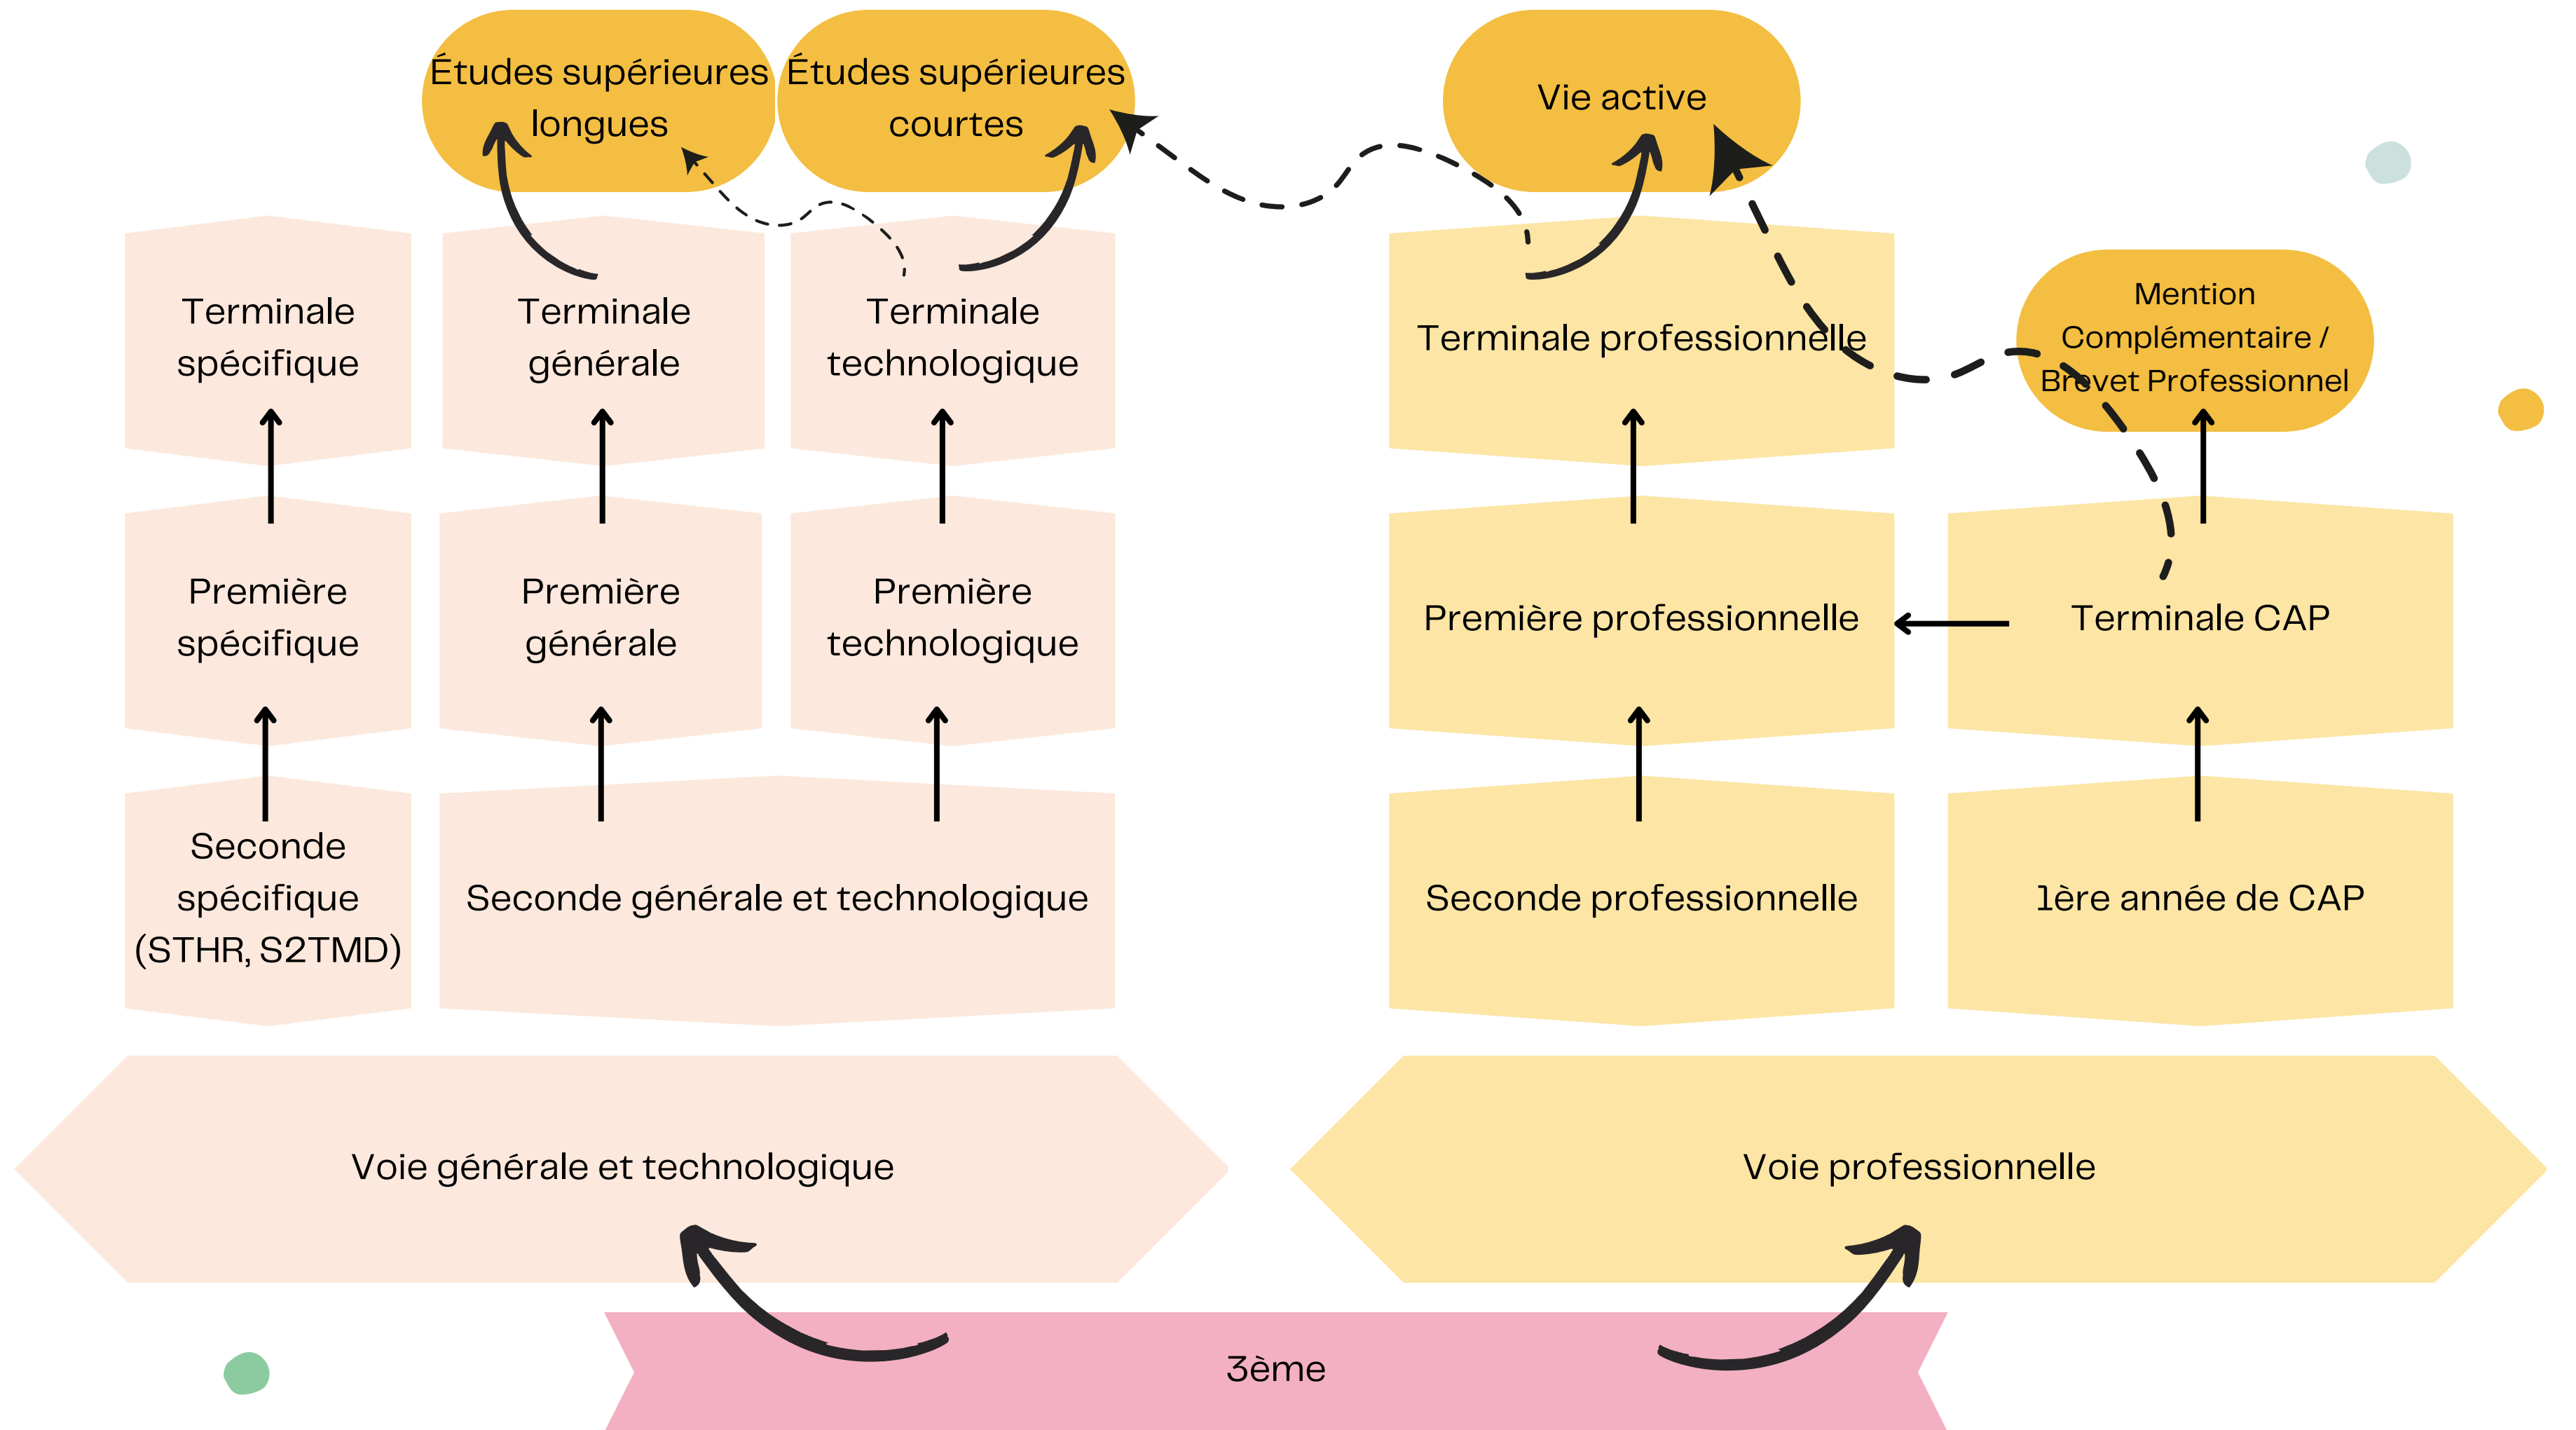 Études supérieures
longues
Études supérieures
courtes
Vie active
Mention
Complémentaire /
Brevet Professionnel
Terminale
spécifique
Terminale
générale
Terminale
technologique
Terminale professionnelle
Première
spécifique
Première
générale
Première
technologique
Première professionnelle
Terminale CAP
Seconde
spécifique
(STHR, S2TMD)
Seconde générale et technologique
Seconde professionnelle
1ère année de CAP
Voie générale et technologique
Voie professionnelle
3ème